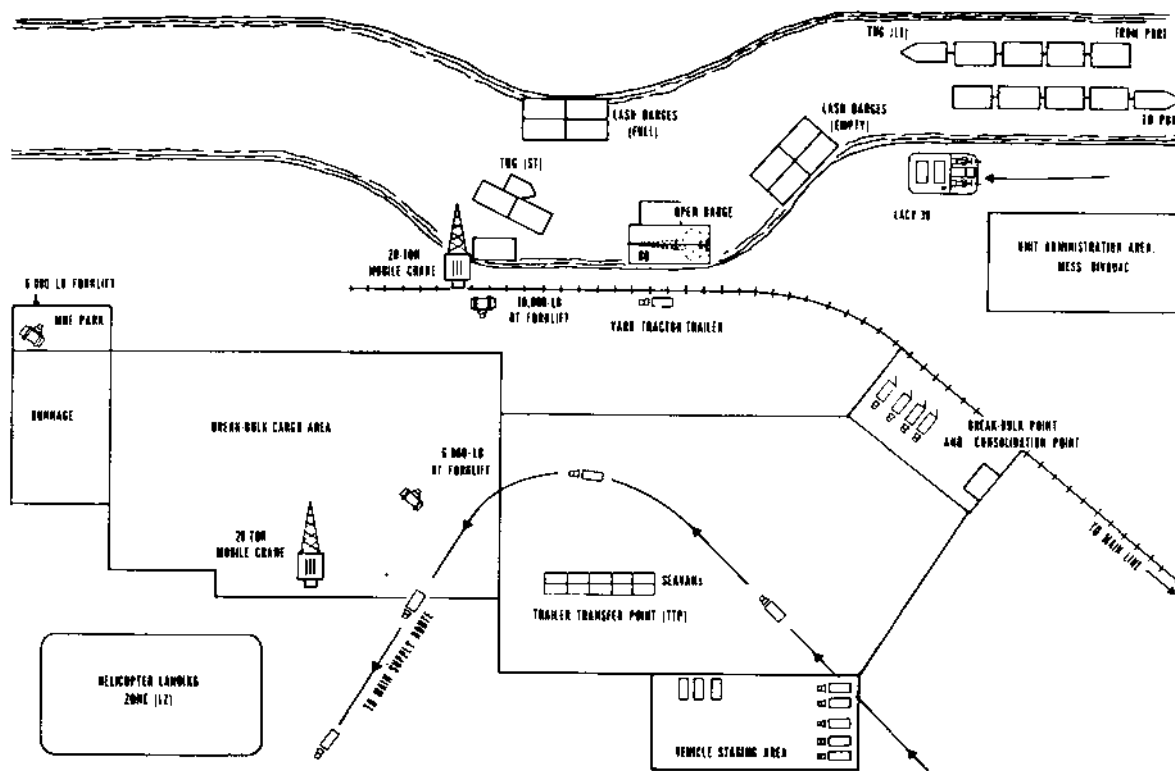 TUG (LT)
FROM PORT
LASH BARGES
(FULL)
LASH BARGES
(EMPTY)
TO PORT
TUG (ST)
OPEN BARGE
LACV 30
20-TON
MOBILE CRANE
UNIT ADMINISTRATION AREA,
MESS BIVOUAC
6,000 LB FORKLIFT
MHE PARK
10,000-LB
RT FORKLIFT
YARD TRACTOR-TRAILER
DUNNAGE
BREAK-BULK CARGO AREA
BREAK-BULK POINT
AND CONSOLIDATION POINT
6,000-LB
RT FORKLIFT
20-TON
MOBILE CRANE
TO MAIN LINE
SEAVANs
TRAILER TRANSFER POINT (TTP)
TO MAIN SUPPLY ROUTE
HELICOPTER LANDING
ZONE (LZ)
VEHICLE STAGING AREA